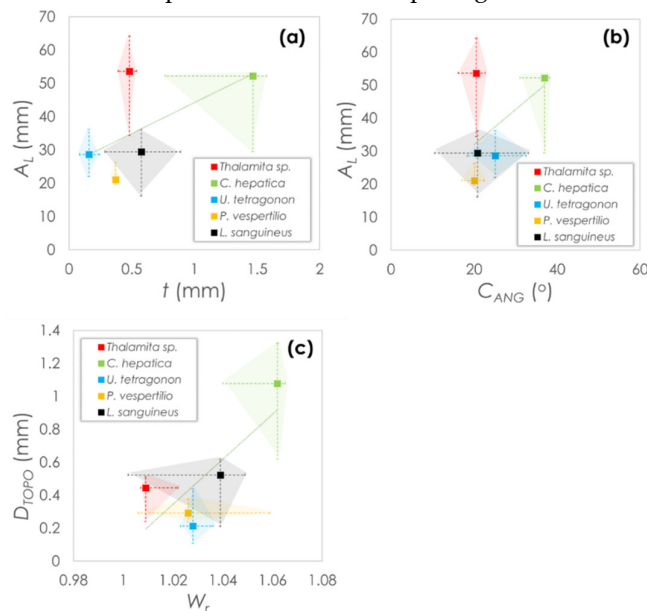 (a)
A_L (mm)
70
60
50
40
30
20
10
0
0 0.5 1 1.5 2
t (mm)
Thalamita sp.
C. hepatica
U. tetragonon
P. vespertilio
L. sanguineus
(b)
A_L (mm)
70
60
50
40
30
20
10
0
0 20 40 60
C_ANG (°)
Thalamita sp.
C. hepatica
U. tetragonon
P. vespertilio
L. sanguineus
(c)
D_TOPO (mm)
1.4
1.2
1
0.8
0.6
0.4
0.2
0
0.98 1 1.02 1.04 1.06 1.08
W_r
Thalamita sp.
C. hepatica
U. tetragonon
P. vespertilio
L. sanguineus